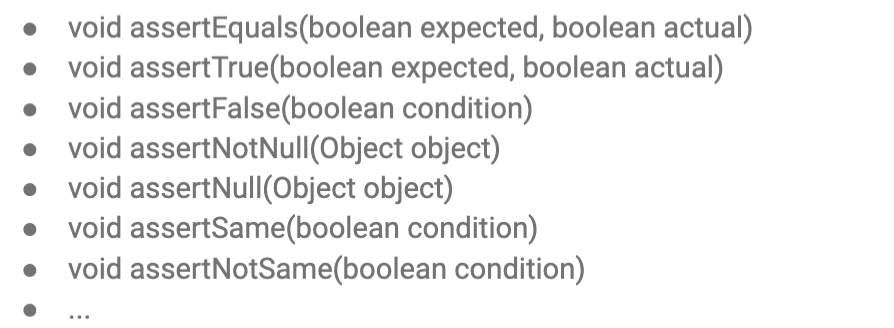 ● void assertEquals(boolean expected, boolean actual)
● void assertTrue(boolean expected, boolean actual)
● void assertFalse(boolean condition)
● void assertNotNull(Object object)
● void assertNull(Object object)
● void assertSame(boolean condition)
● void assertNotSame(boolean condition)
● ...